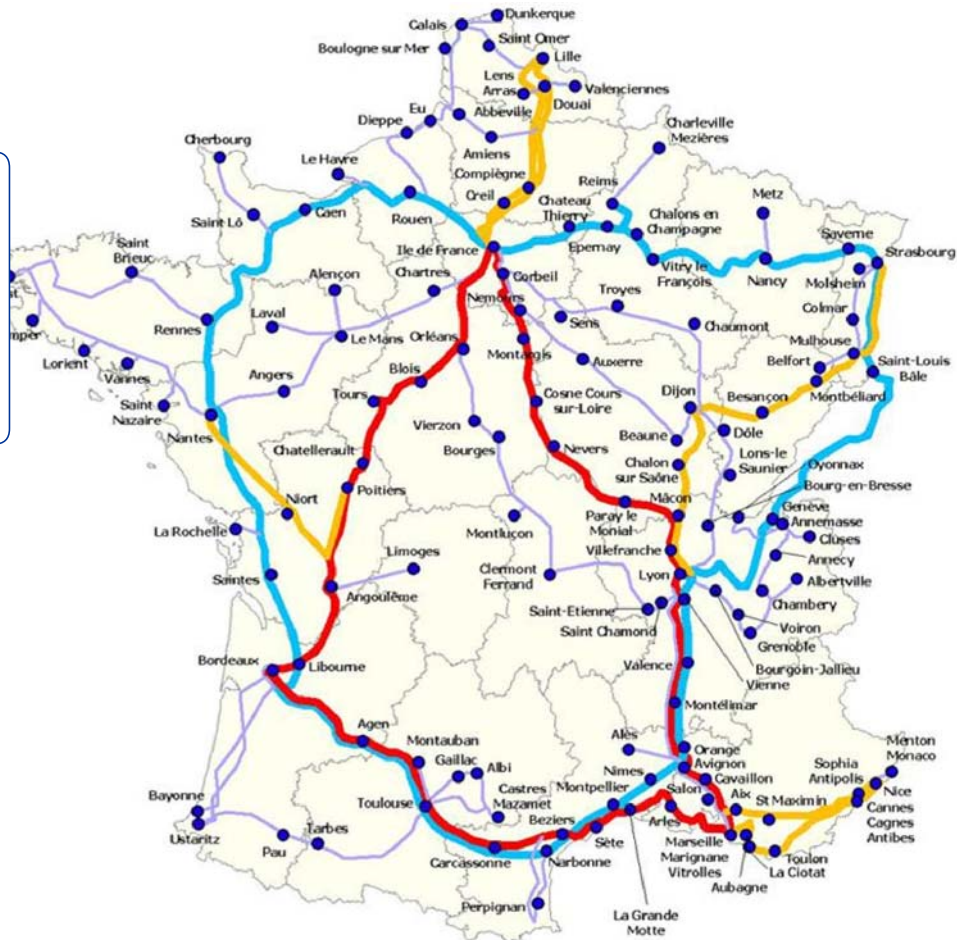 Dunkerque
Calais
Saint Omer
Boulogne sur Mer
Lille
Lens
Arras
Valenciennes
Douai
Eu
Abbeville
Dieppe
Charleville
Mezières
Cherbourg
Amiens
Le Havre
Compiègne
Reims
Creil
Metz
Chateau
Thierry
Chalons en
Champagne
Saint Lô
Caen
Rouen
Saverne
Epernay
Ile de France
Strasbourg
Saint
Brieuc
Vitry le
François
Nancy
Molsheim
Alençon
Chartres
Corbeil
Troyes
Colmar
Nemours
Rennes
Laval
Sens
Chaumont
Mulhouse
Le Mans
Orléans
Montargis
Belfort
Saint-Louis
Bâle
Lorient
Vannes
Auxerre
Blois
Angers
Dijon
Besançon
Montbéliard
Saint
Nazaire
Tours
Cosne Cours
sur-Loire
Vierzon
Beaune
Dôle
Nantes
Bourges
Nevers
Chatellerault
Chalon
sur Saône
Lons-le
Saunier
Oyonnax
Bourg-en-Bresse
Niort
Poitiers
Mâcon
Paray le
Monial
Genève
Annemasse
La Rochelle
Montluçon
Cluses
Limoges
Villefranche
Annecy
Clermont
Ferrand
Lyon
Albertville
Saintes
Angoulême
Saint-Etienne
Chambery
Saint Chamond
Voiron
Grenoble
Bordeaux
Libourne
Valence
Bourgoin-Jallieu
Vienne
Montélimar
Agen
Montauban
Alès
Orange
Menton
Monaco
Gaillac
Albi
Avignon
Sophia
Antipolis
Nimes
Cavaillon
Nice
Castres
Mazamet
Montpellier
Salon
Aix
St Maximin
Bayonne
Toulouse
Cannes
Cagnes
Antibes
Beziers
Arles
Ustaritz
Tarbes
Pau
Sète
Marseille
Marignane
Vitrolles
Toulon
La Ciotat
Carcassonne
Narbonne
Aubagne
Perpignan
La Grande
Motte